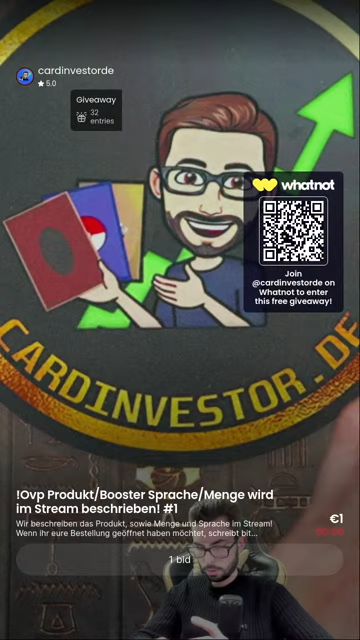 cardinvestorde
5.0
Giveaway
32
entries
whatnot
Join
@cardinvestorde on
Whatnot to enter
this free giveaway!
CARDINVESTOR.DE
!Ovp Produkt/Booster Sprache/Menge wird
im Stream beschrieben! #1
€1
Wir beschreiben das Produkt, sowie Menge und Sprache im Stream!
Wenn ihr eure Bestellung geöffnet haben möchtet, schreibt bit...
1 bid